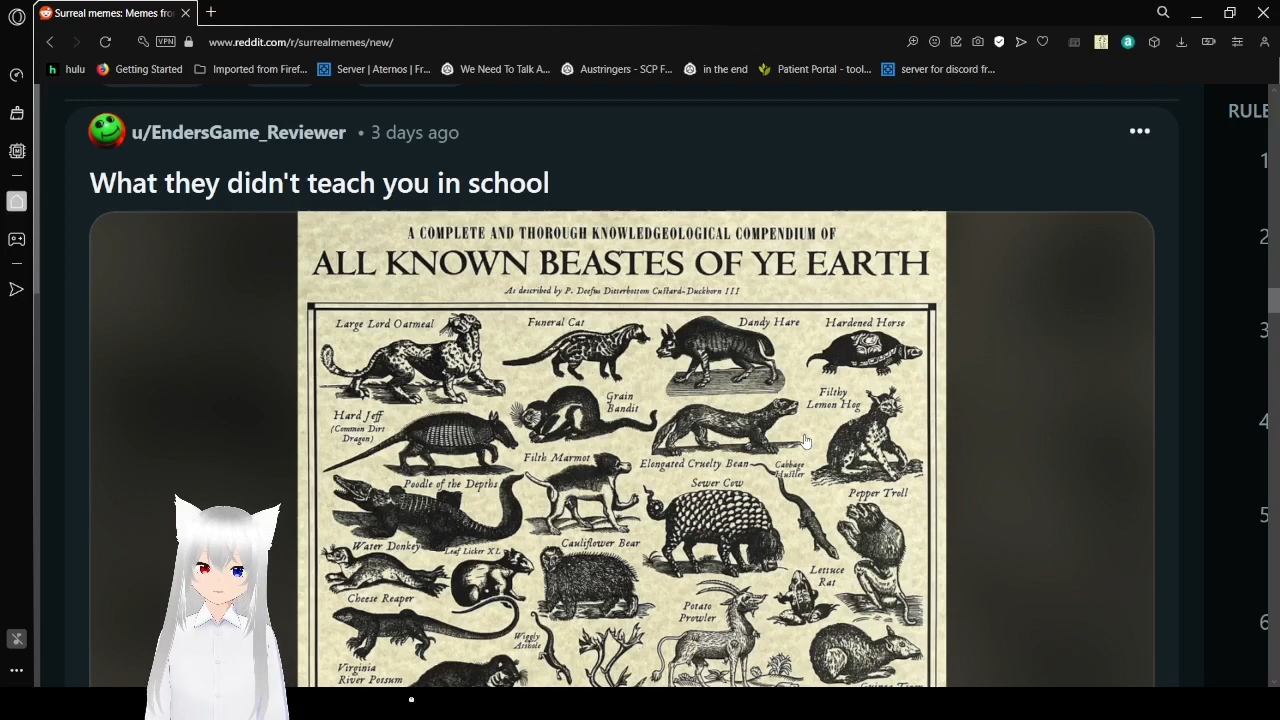 Surreal memes: Memes fro
VPN
www.reddit.com/r/surrealmemes/new/
hulu
Getting Started
Imported from Firef...
Server | Aternos | Fr...
We Need To Talk A...
Austringers - SCP F...
in the end
Patient Portal - tool...
server for discord fr...
u/EndersGame_Reviewer • 3 days ago
RULE
What they didn't teach you in school
1
2
3
4
5
6
A COMPLETE AND THOROUGH KNOWLEDGEOLOGICAL COMPENDIUM OF
ALL KNOWN BEASTES OF YE EARTH
As described by P. Deefus Ditterbottom Custard-Duckhorn III
Large Lord Oatmeal
Funeral Cat
Dandy Hare
Hardened Horse
Hard Jeff
(Common Dirt
Dragon)
Grain
Bandit
Filthy
Lemon Hog
Filth Marmot
Elongated Cruelty Bean
Cabbage
Hustler
Poodle of the Depths
Sewer Cow
Pepper Troll
Water Donkey
Leaf Licker XL
Cauliflower Bear
Lettuce
Rat
Cheese Reaper
Potato
Prowler
Wiggly
Asshole
Virginia
River Possum